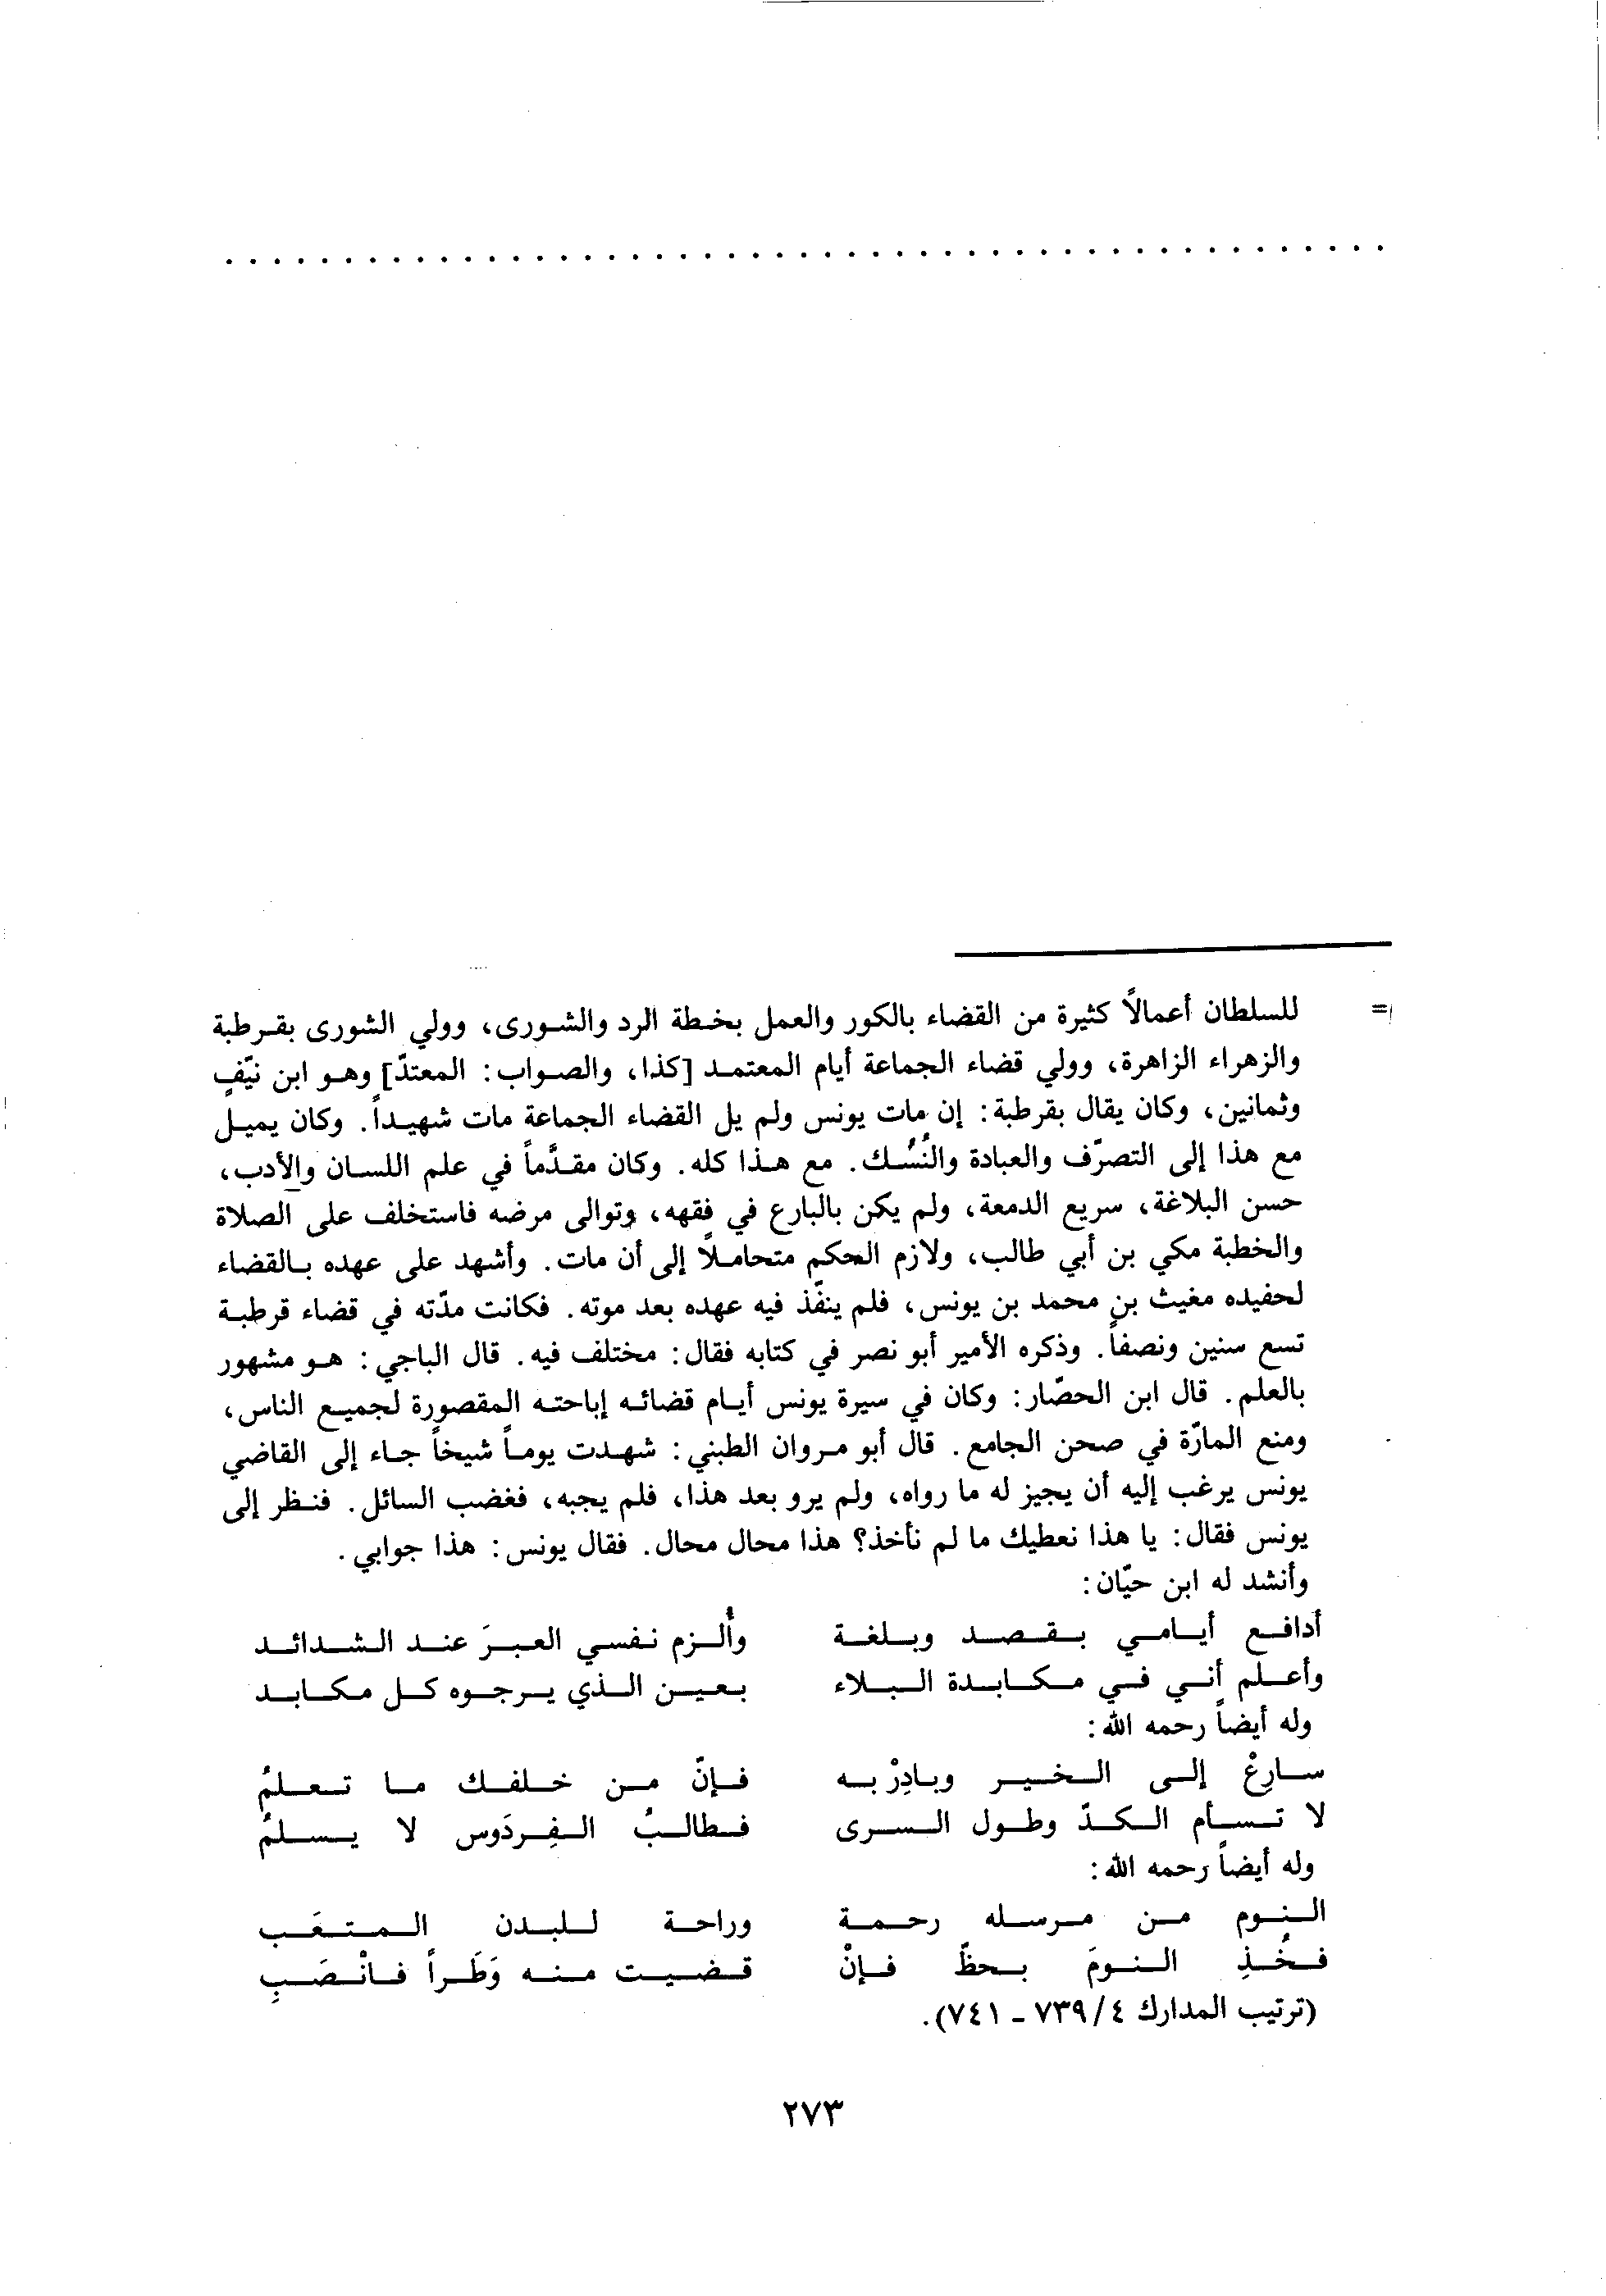 = للسلطان أعمالاً كثيرة من القضاء بالكور والعمل بخطة الرد والشورى، وولي الشورى بقرطبة
والزهراء الزاهرة، وولي قضاء الجماعة أيام المعتمد [كذا، والصواب: المعتدّ] وهو ابن نيّفٍ
وثمانين، وكان يقال بقرطبة: إن مات يونس ولم يل القضاء الجماعة مات شهيداً. وكان يميل
مع هذا إلى التصرّف والعبادة والنُسُك. مع هذا كله. وكان مقدَّماً في علم اللسان والأدب،
حسن البلاغة، سريع الدمعة، ولم يكن بالبارع في فقهه، وتوالى مرضه فاستخلف على الصلاة
والخطبة مكي بن أبي طالب، ولازم الحكم متحاملاً إلى أن مات. وأشهد على عهده بالقضاء
لحفيده مغيث بن محمد بن يونس، فلم ينفّذ فيه عهده بعد موته. فكانت مدّته في قضاء قرطبة
تسع سنين ونصفاً. وذكره الأمير أبو نصر في كتابه فقال: مختلف فيه. قال الباجي: هو مشهور
بالعلم. قال ابن الحصّار: وكان في سيرة يونس أيام قضائه إباحته المقصورة لجميع الناس،
ومنع المارّة في صحن الجامع. قال أبو مروان الطبني: شهدت يوماً شيخاً جاء إلى القاضي
يونس يرغب إليه أن يجيز له ما رواه، ولم يرو بعد هذا، فلم يجبه، فغضب السائل. فنظر إلى
يونس فقال: يا هذا نعطيك ما لم نأخذ؟ هذا محال محال. فقال يونس: هذا جوابي.
وأنشد له ابن حيّان:
أدافع أيامي بقصد وبلغة وأُلزم نفسي العبرَ عند الشدائد
وأعلم أني في مكابدة البلاء بعين الذي يرجوه كل مكابد
وله أيضاً رحمه الله:
سارِعْ إلى الخير وبادِرْ به فإنّ من خلفك ما تعلمُ
لا تسأم الكدّ وطول السرى فطالبُ الفِردَوس لا يسلمُ
وله أيضاً رحمه الله:
النوم من مرسله رحمة وراحة للبدن المتعَب
فخُذِ النومَ بحظّ فإنْ قضيت منه وَطَراً فانْصَبِ
(ترتيب المدارك ٤/ ٧٣٩ - ٧٤١).
٢٧٣